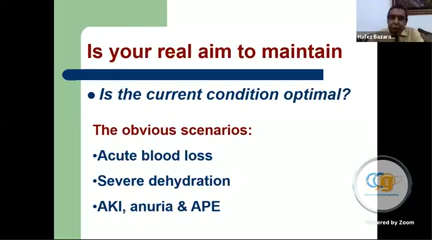 Is your real aim to maintain
● Is the current condition optimal?
The obvious scenarios:
•Acute blood loss
•Severe dehydration
•AKI, anuria & APE
Hafez Bazara...
Powered by Zoom